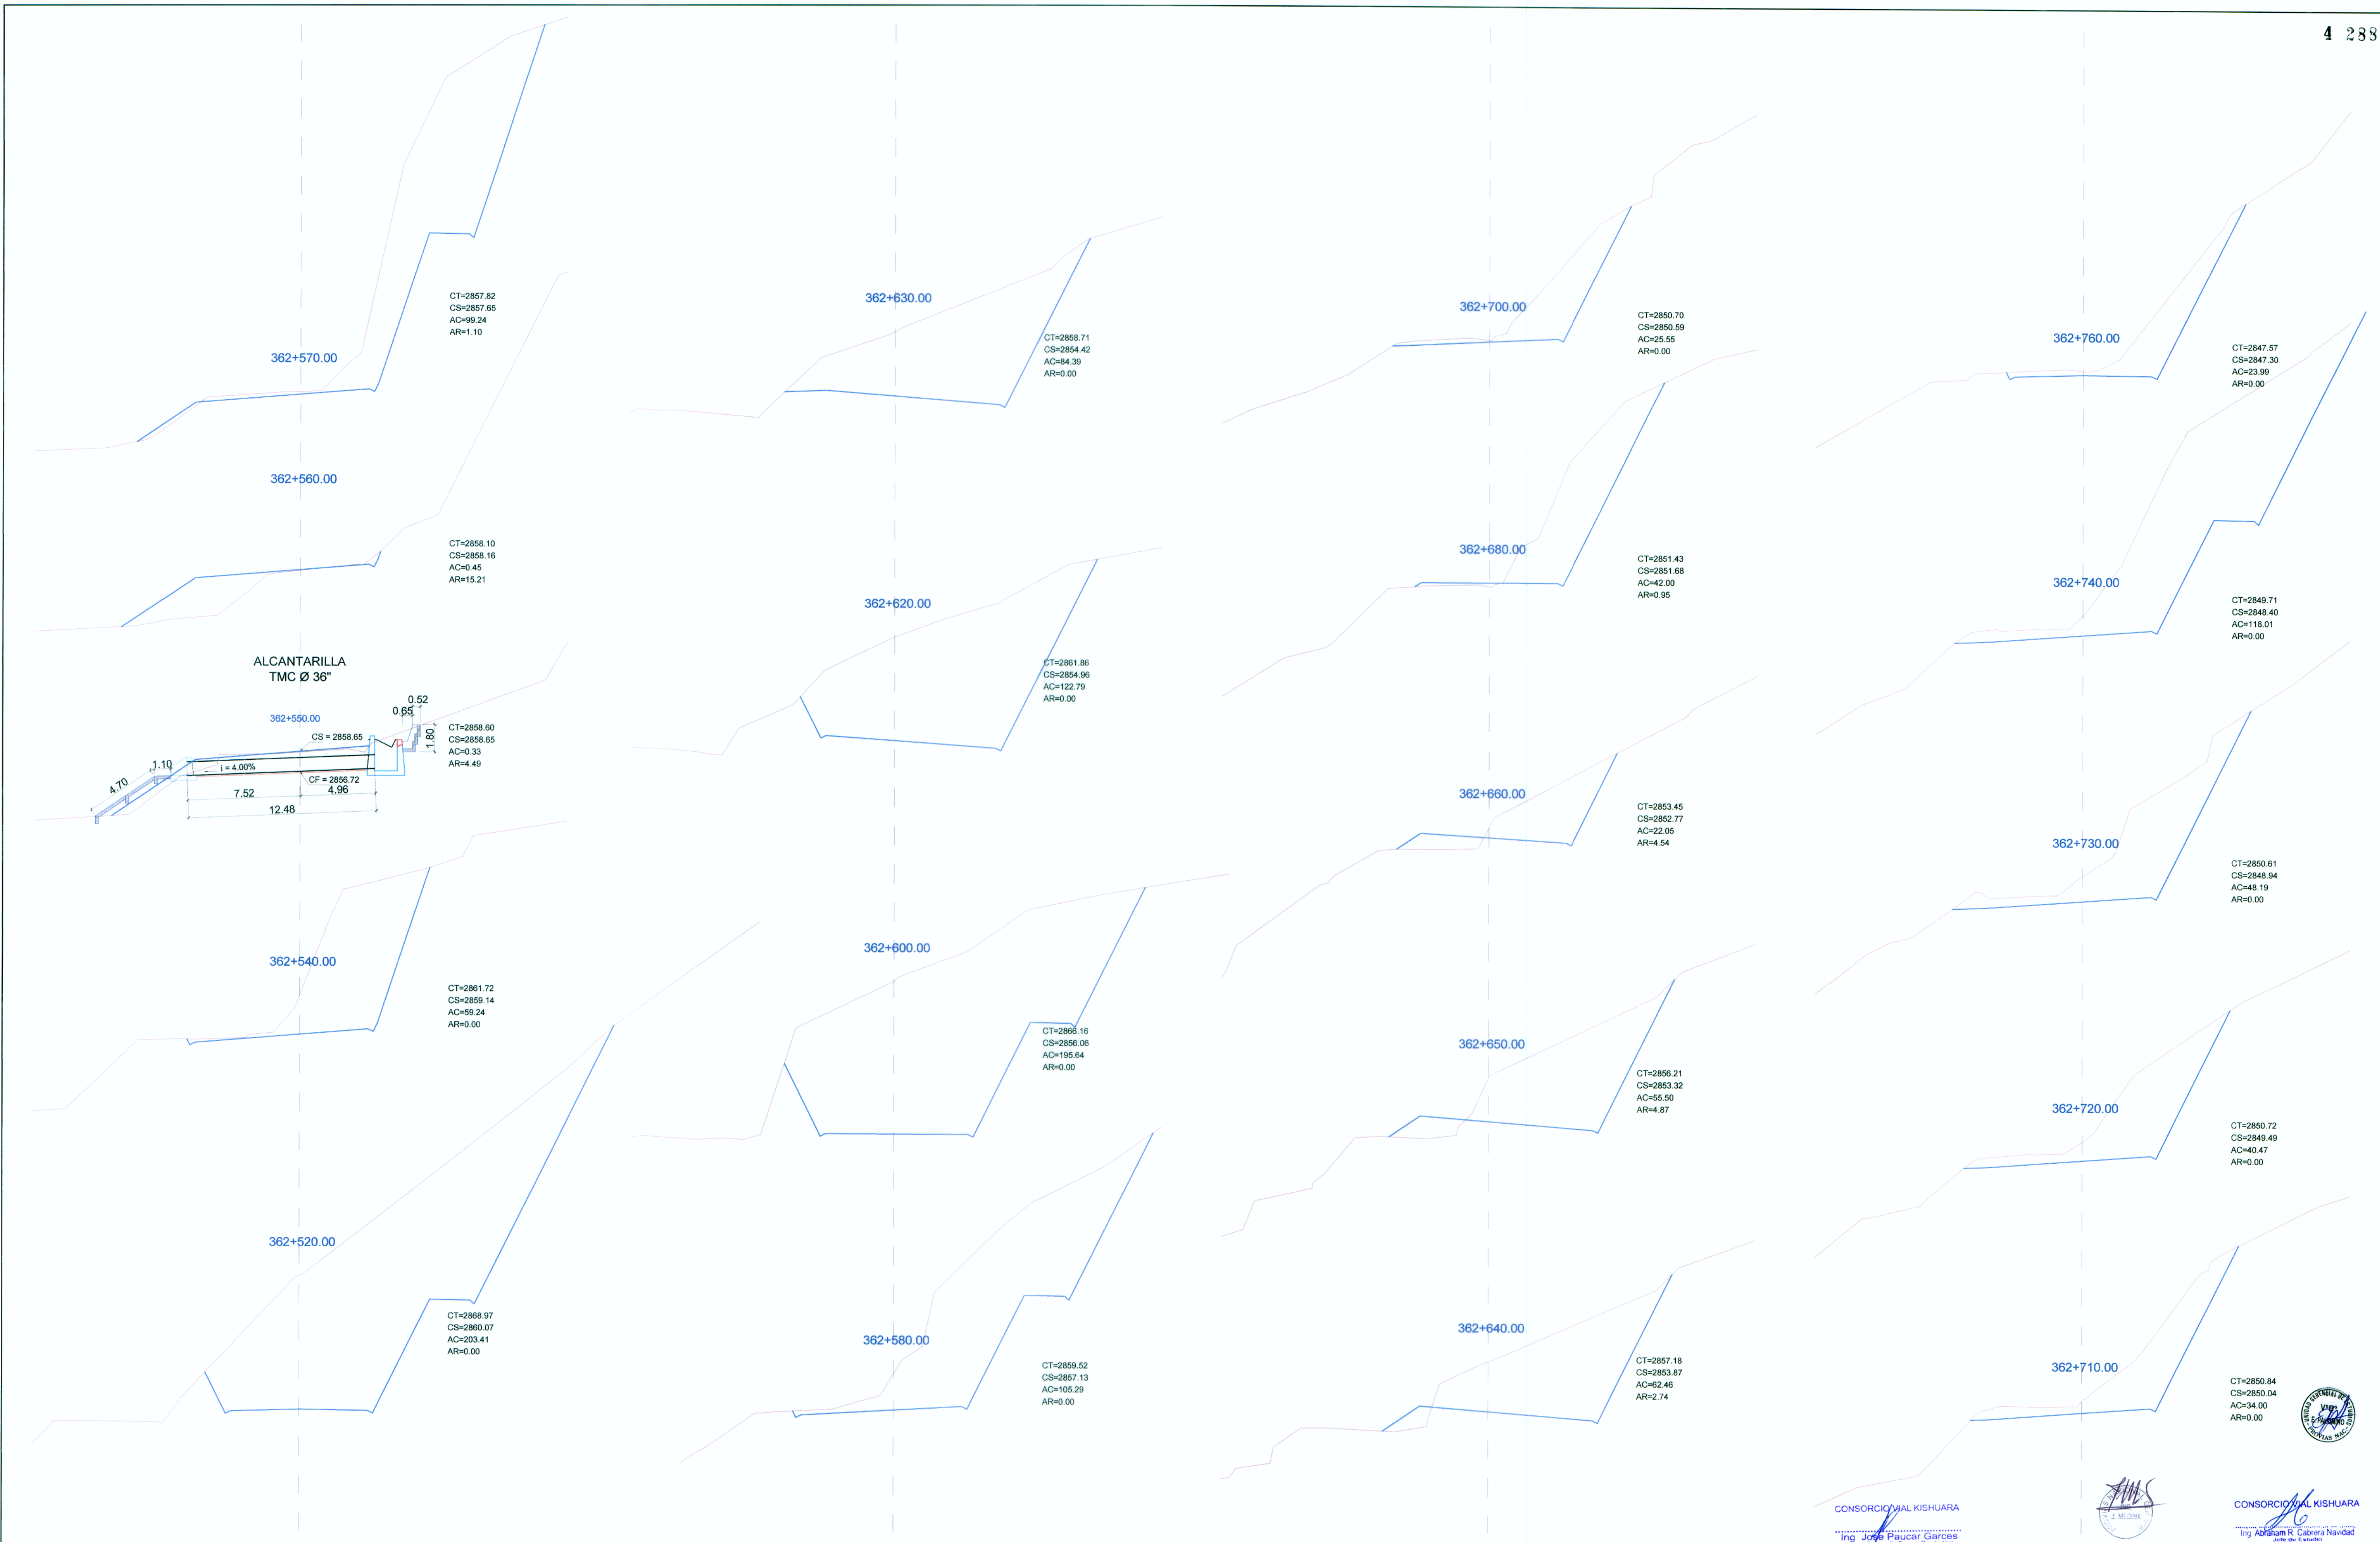 4 288
362+570.00
CT=2857.82
CS=2857.65
AC=99.24
AR=1.10
362+560.00
CT=2858.10
CS=2858.16
AC=0.45
AR=15.21
ALCANTARILLA
TMC Ø 36"
362+550.00
CS = 2858.65
0.65
0.52
1.80
CT=2858.60
CS=2858.65
AC=0.33
AR=4.49
4.70
1.10
i = 4.00%
CF = 2856.72
7.52
4.96
12.48
362+540.00
CT=2861.72
CS=2859.14
AC=59.24
AR=0.00
362+520.00
CT=2868.97
CS=2860.07
AC=203.41
AR=0.00
362+630.00
CT=2858.71
CS=2854.42
AC=84.39
AR=0.00
362+620.00
CT=2861.86
CS=2854.96
AC=122.79
AR=0.00
362+600.00
CT=2866.16
CS=2856.06
AC=195.64
AR=0.00
362+580.00
CT=2859.52
CS=2857.13
AC=105.29
AR=0.00
362+700.00
CT=2850.70
CS=2850.59
AC=25.55
AR=0.00
362+680.00
CT=2851.43
CS=2851.68
AC=42.00
AR=0.95
362+660.00
CT=2853.45
CS=2852.77
AC=22.05
AR=4.54
362+650.00
CT=2856.21
CS=2853.32
AC=55.50
AR=4.87
362+640.00
CT=2857.18
CS=2853.87
AC=62.46
AR=2.74
362+760.00
CT=2847.57
CS=2847.30
AC=23.99
AR=0.00
362+740.00
CT=2849.71
CS=2848.40
AC=118.01
AR=0.00
362+730.00
CT=2850.61
CS=2848.94
AC=48.19
AR=0.00
362+720.00
CT=2850.72
CS=2849.49
AC=40.47
AR=0.00
362+710.00
CT=2850.84
CS=2850.04
AC=34.00
AR=0.00
UNIDAD GERENCIAL DE
CONSORCIO VIAL KISHUARA
Ing José Paucar Garces
CONSORCIO VIAL KISHUARA
Ing Abraham R. Cabrera Navidad
Jefe de Estudio